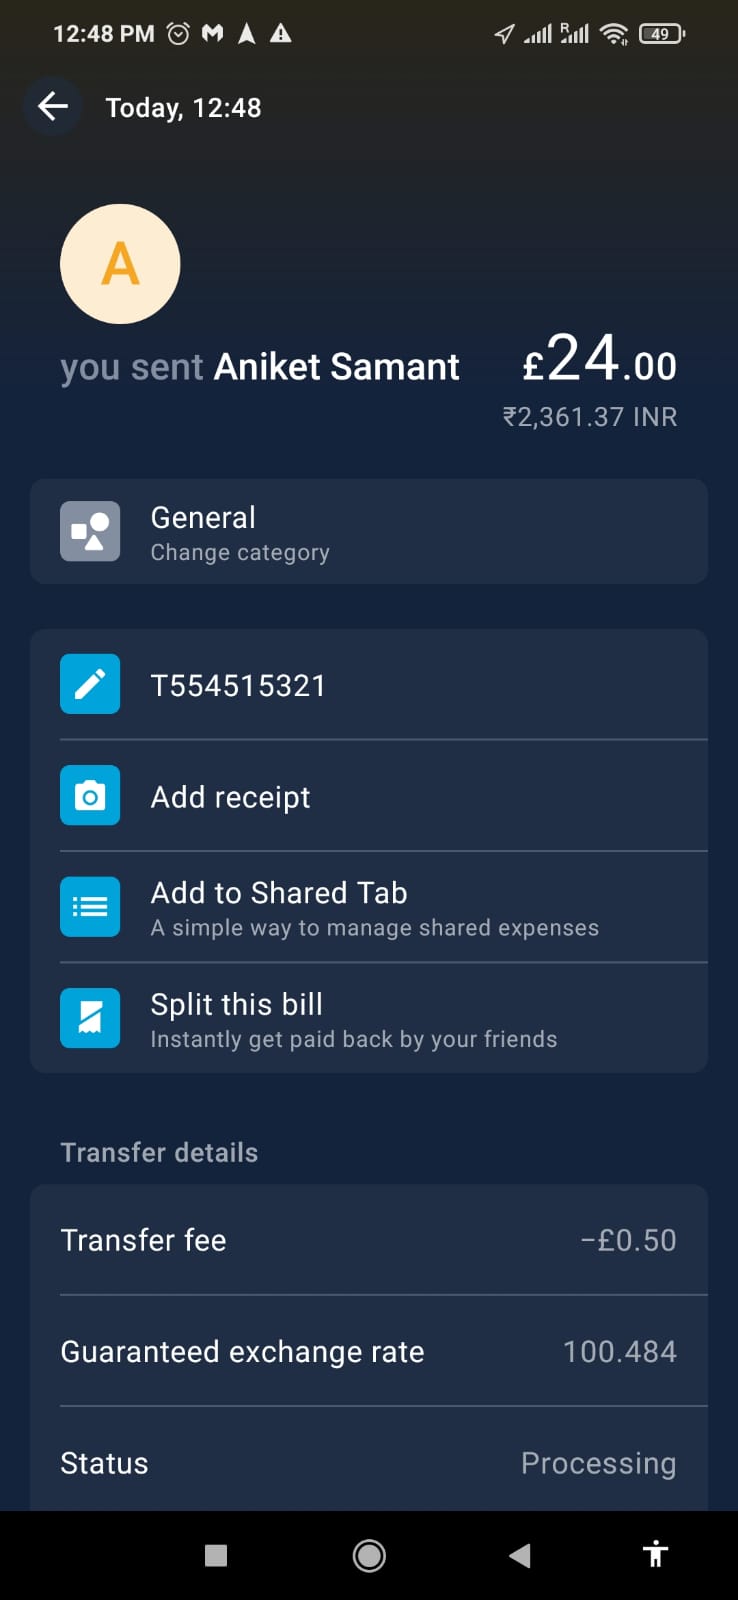 12:48 PM
49
Today, 12:48
A
you sent Aniket Samant
£24.00
₹2,361.37 INR
General
Change category
T554515321
Add receipt
Add to Shared Tab
A simple way to manage shared expenses
Split this bill
Instantly get paid back by your friends
Transfer details
Transfer fee
−£0.50
Guaranteed exchange rate
100.484
Status
Processing